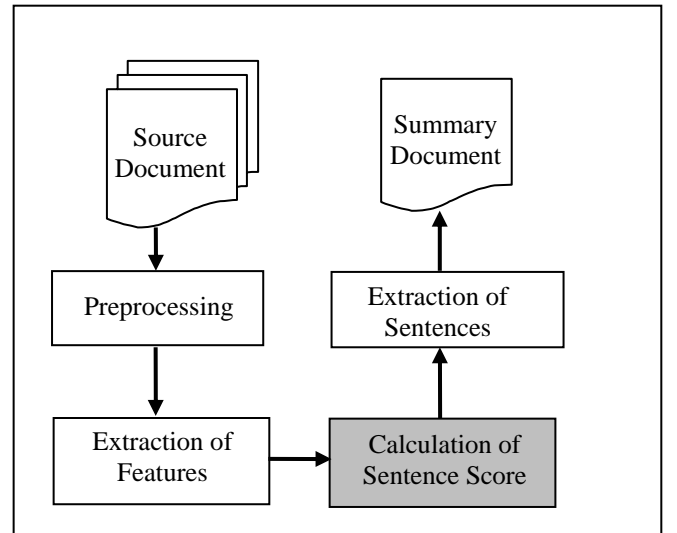 Source
Document
Preprocessing
Extraction of
Features
Calculation of
Sentence Score
Extraction of
Sentences
Summary
Document